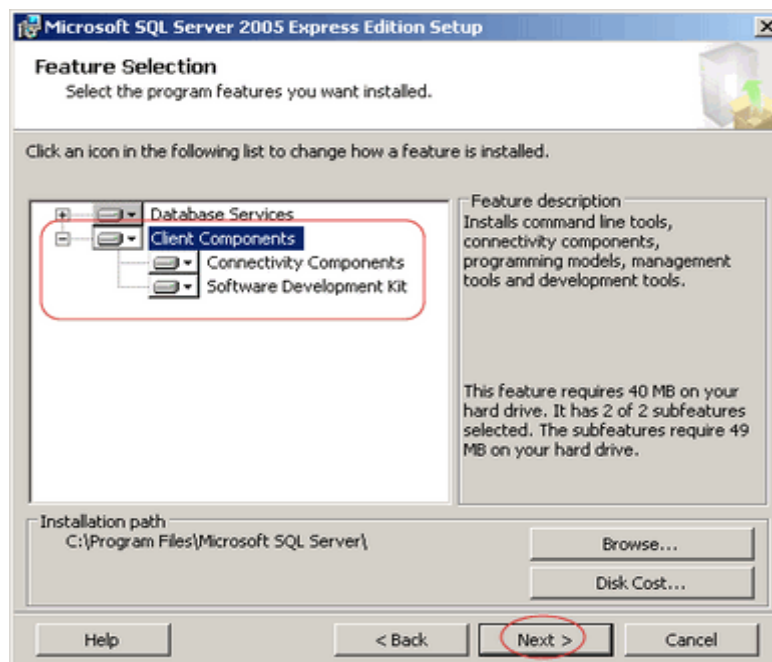 Microsoft SQL Server 2005 Express Edition Setup
Feature Selection
Select the program features you want installed.
Click an icon in the following list to change how a feature is installed.
Database Services
Client Components
Connectivity Components
Software Development Kit
Feature description
Installs command line tools,
connectivity components,
programming models, management
tools and development tools.
This feature requires 40 MB on your
hard drive. It has 2 of 2 subfeatures
selected. The subfeatures require 49
MB on your hard drive.
Installation path
C:\Program Files\Microsoft SQL Server\
Browse...
Disk Cost...
Help
< Back
Next >
Cancel